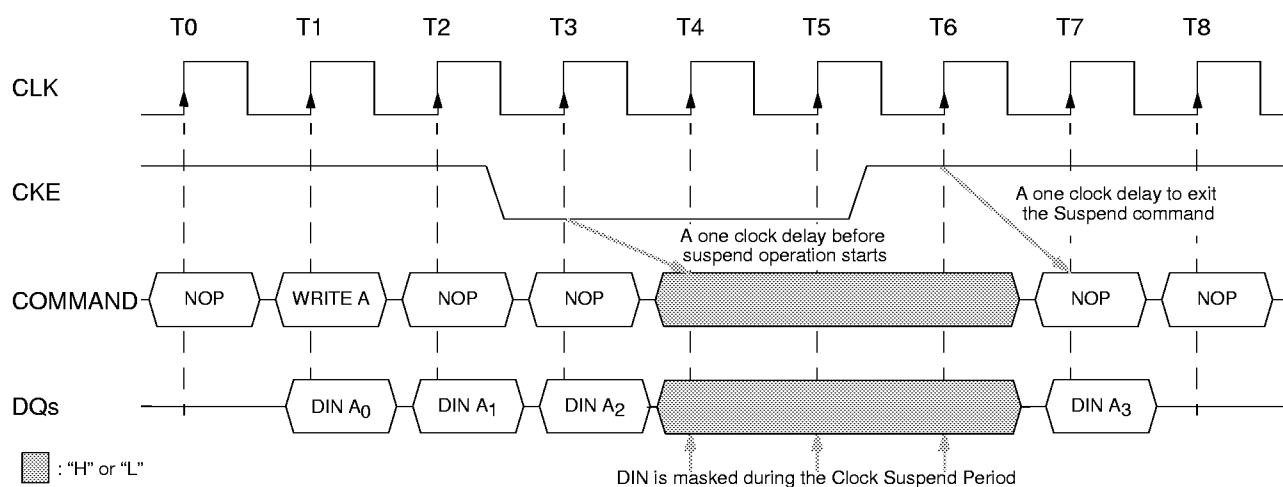 T0 T1 T2 T3 T4 T5 T6 T7 T8
CLK
CKE
A one clock delay to exit
the Suspend command
A one clock delay before
suspend operation starts
COMMAND NOP WRITE A NOP NOP NOP NOP
DQs DIN A0 DIN A1 DIN A2 DIN A3
: “H” or “L”
DIN is masked during the Clock Suspend Period